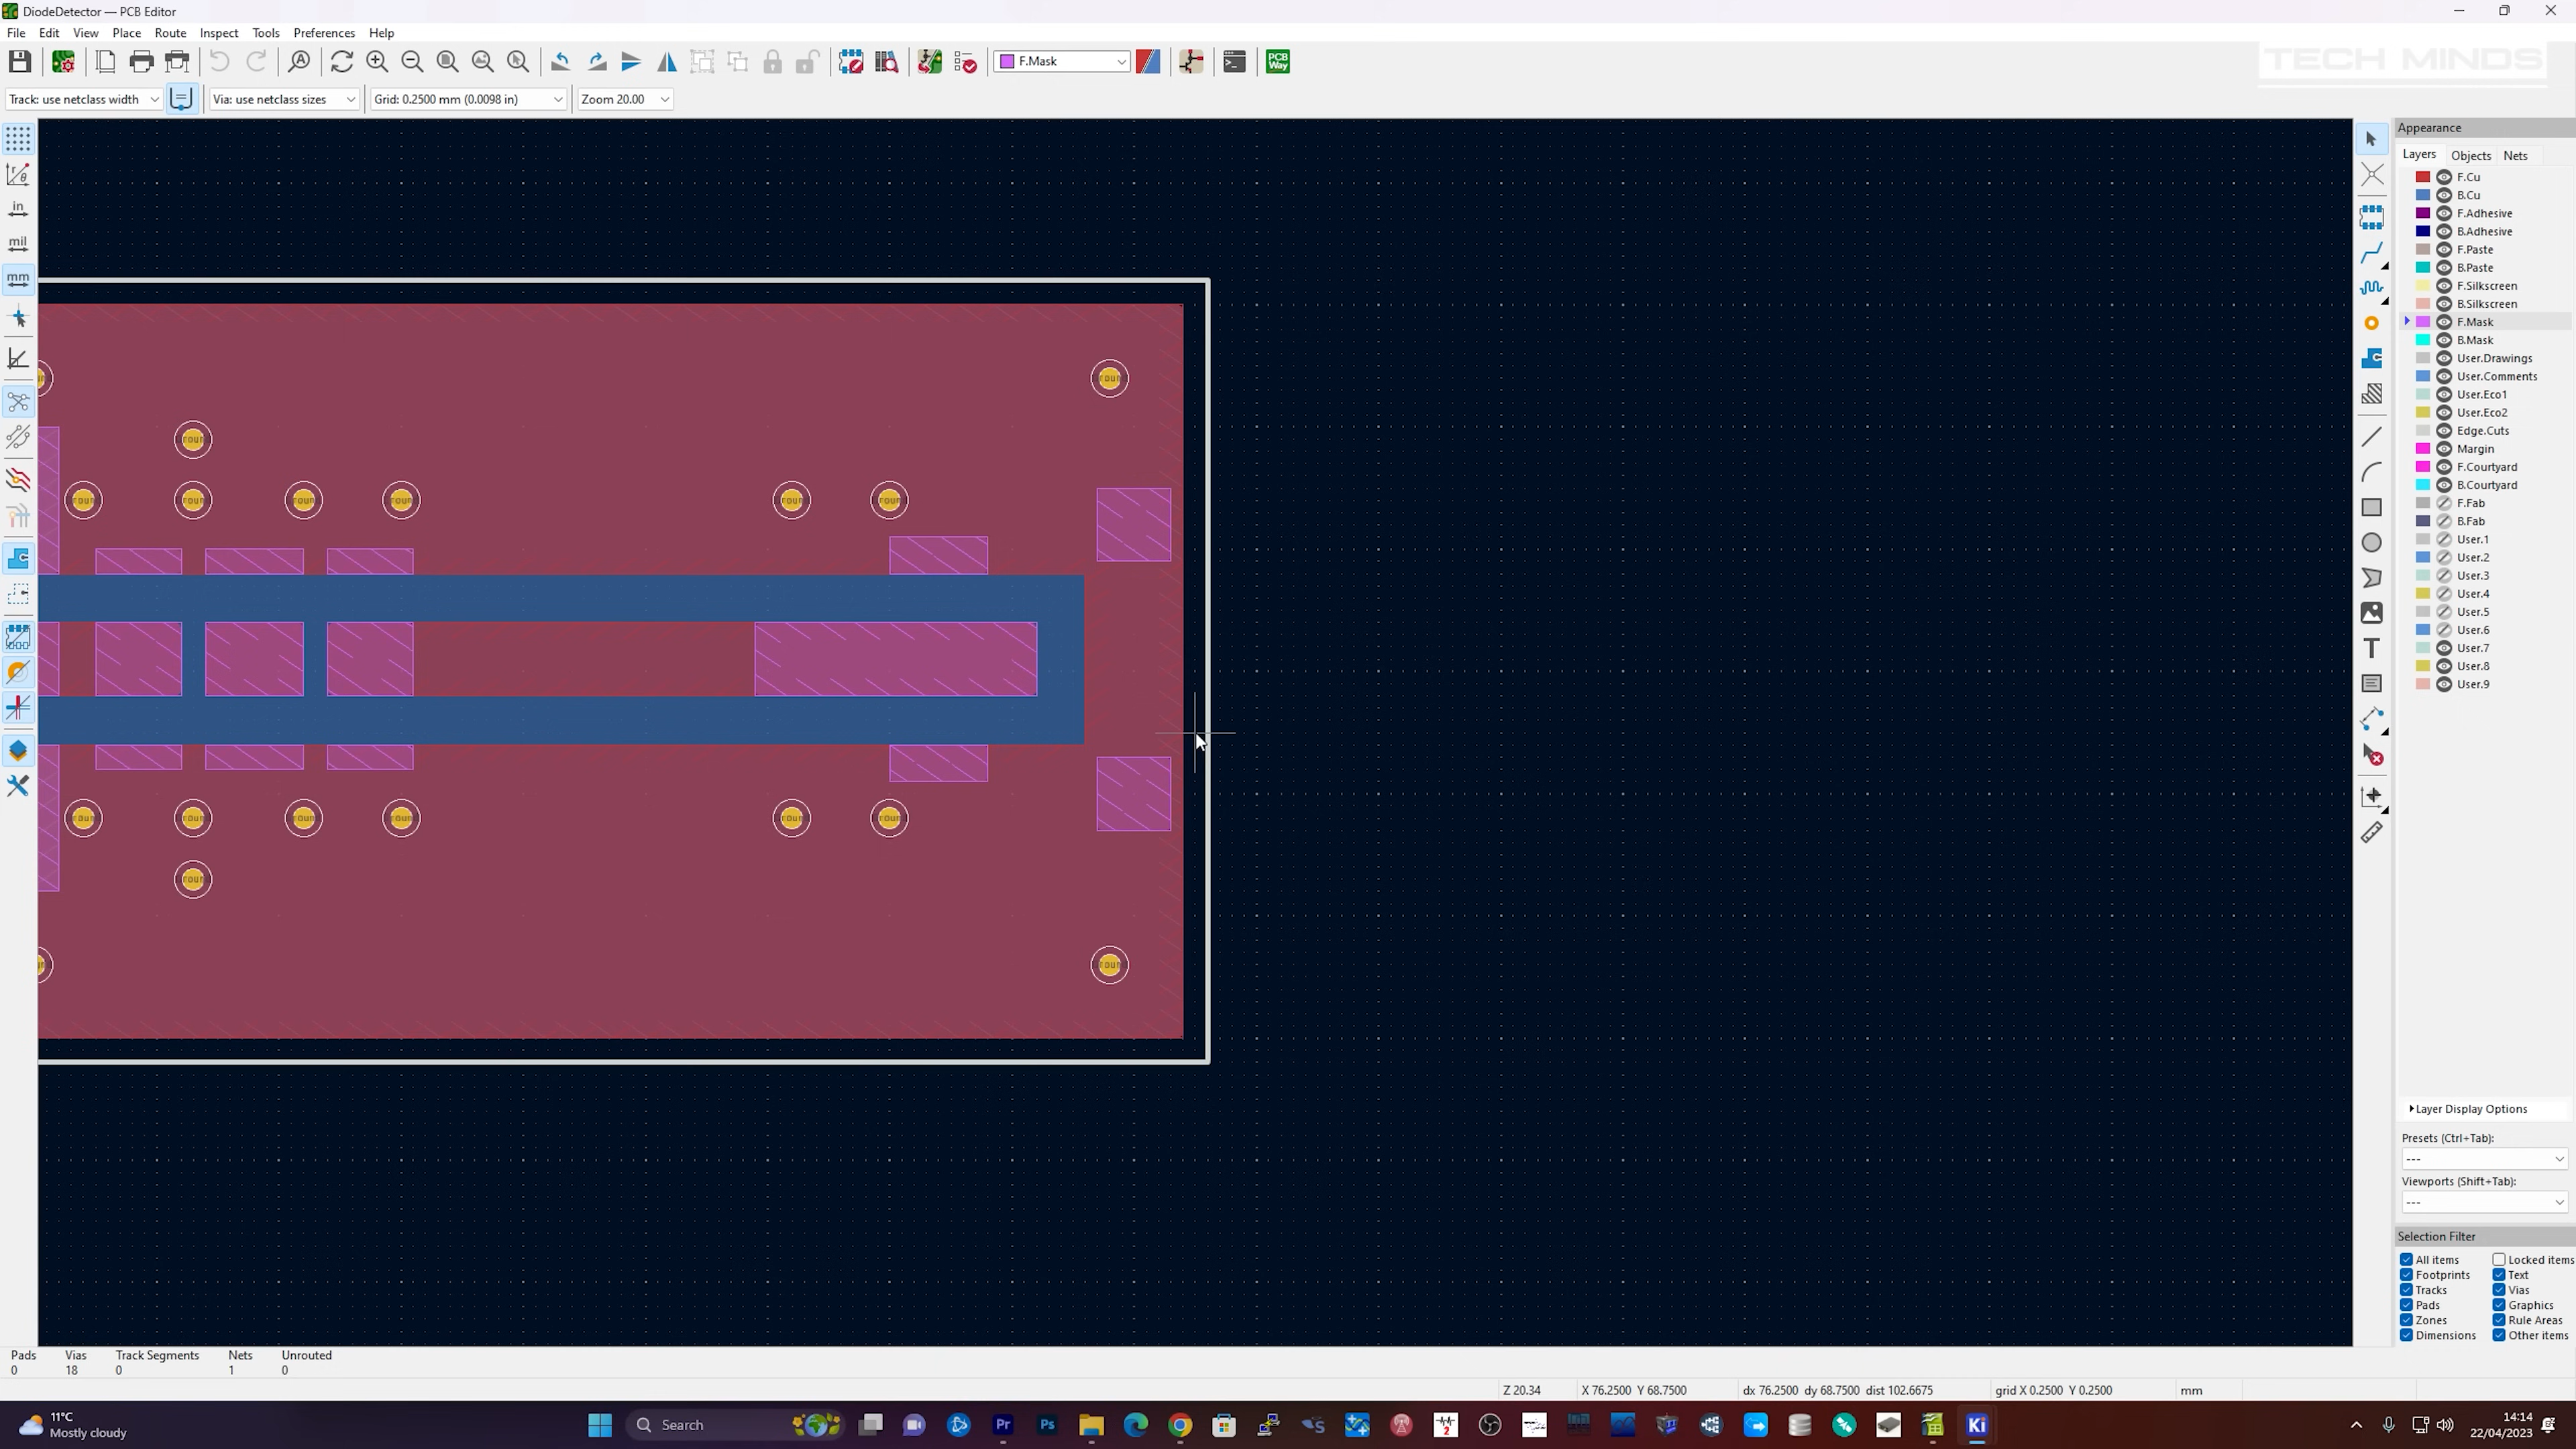 DiodeDetector — PCB Editor
File Edit View Place Route Inspect Tools Preferences Help
F.Mask
PCB Way
TECH MINDS
Track: use netclass width
Via: use netclass sizes
Grid: 0.2500 mm (0.0098 in)
Zoom 20.00
in
mil
mm
Appearance
Layers Objects Nets
F.Cu
B.Cu
F.Adhesive
B.Adhesive
F.Paste
B.Paste
F.Silkscreen
B.Silkscreen
F.Mask
B.Mask
User.Drawings
User.Comments
User.Eco1
User.Eco2
Edge.Cuts
Margin
F.Courtyard
B.Courtyard
F.Fab
B.Fab
User.1
User.2
User.3
User.4
User.5
User.6
User.7
User.8
User.9
Layer Display Options
Presets (Ctrl+Tab):
---
Viewports (Shift+Tab):
---
Selection Filter
All items Locked items
Footprints Text
Tracks Vias
Pads Graphics
Zones Rule Areas
Dimensions Other items
Pads Vias Track Segments Nets Unrouted
0 18 0 1 0
Z 20.34 X 76.2500 Y 68.7500 dx 76.2500 dy 68.7500 dist 102.6675 grid X 0.2500 Y 0.2500 mm
11°C
Mostly cloudy
Search
Pr
Ps
Ki
14:14
22/04/2023